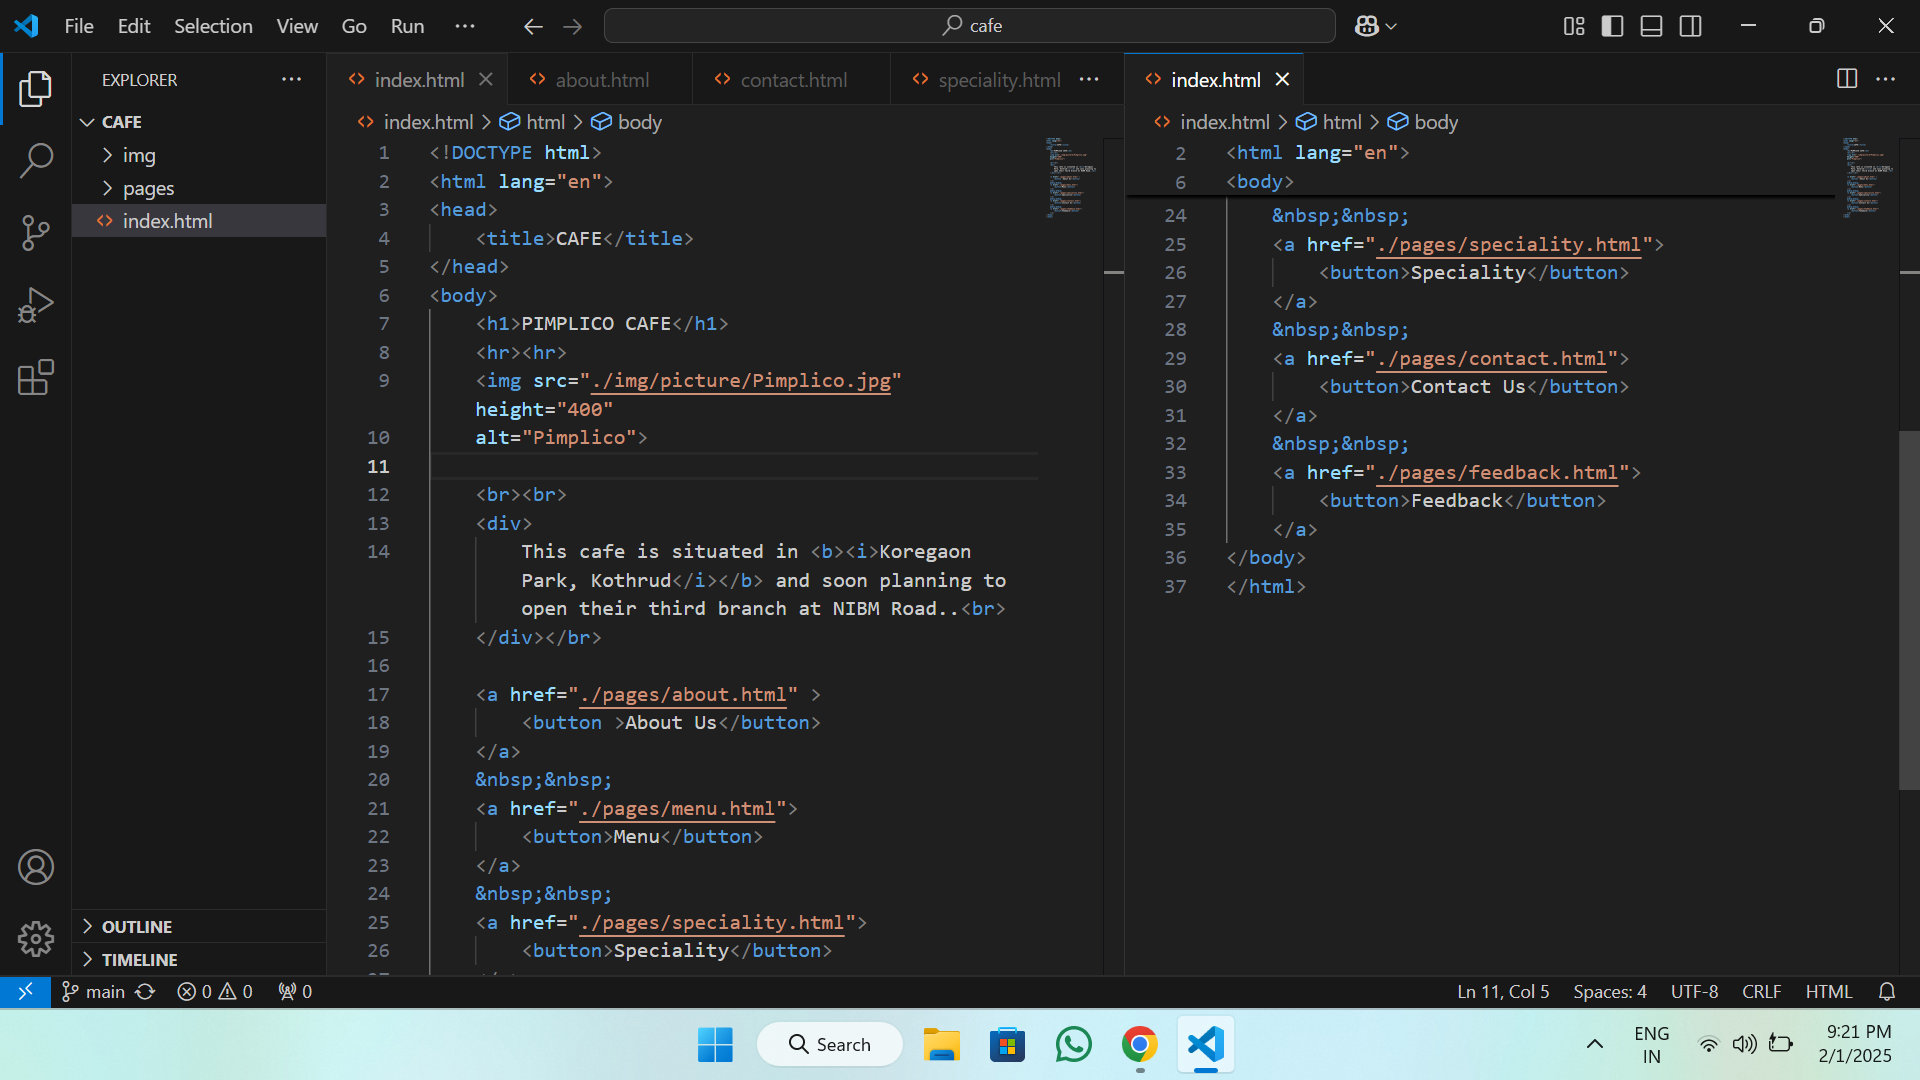 File Edit Selection View Go Run ··· cafe
EXPLORER ···
CAFE
img
pages
index.html
OUTLINE
TIMELINE
index.html about.html contact.html speciality.html ···
index.html > html > body
1 <!DOCTYPE html>
2 <html lang="en">
3 <head>
4 <title>CAFE</title>
5 </head>
6 <body>
7 <h1>PIMPLICO CAFE</h1>
8 <hr><hr>
9 <img src="./img/picture/Pimplico.jpg"
height="400"
10 alt="Pimplico">
11
12 <br><br>
13 <div>
14 This cafe is situated in <b><i>Koregaon
Park, Kothrud</i></b> and soon planning to
open their third branch at NIBM Road..<br>
15 </div></br>
16
17 <a href="./pages/about.html" >
18 <button >About Us</button>
19 </a>
20 &nbsp;&nbsp;
21 <a href="./pages/menu.html">
22 <button>Menu</button>
23 </a>
24 &nbsp;&nbsp;
25 <a href="./pages/speciality.html">
26 <button>Speciality</button>
index.html ···
index.html > html > body
2 <html lang="en">
6 <body>
24 &nbsp;&nbsp;
25 <a href="./pages/speciality.html">
26 <button>Speciality</button>
27 </a>
28 &nbsp;&nbsp;
29 <a href="./pages/contact.html">
30 <button>Contact Us</button>
31 </a>
32 &nbsp;&nbsp;
33 <a href="./pages/feedback.html">
34 <button>Feedback</button>
35 </a>
36 </body>
37 </html>
main 0 0 0 Ln 11, Col 5 Spaces: 4 UTF-8 CRLF HTML
Search
ENG
IN
9:21 PM
2/1/2025